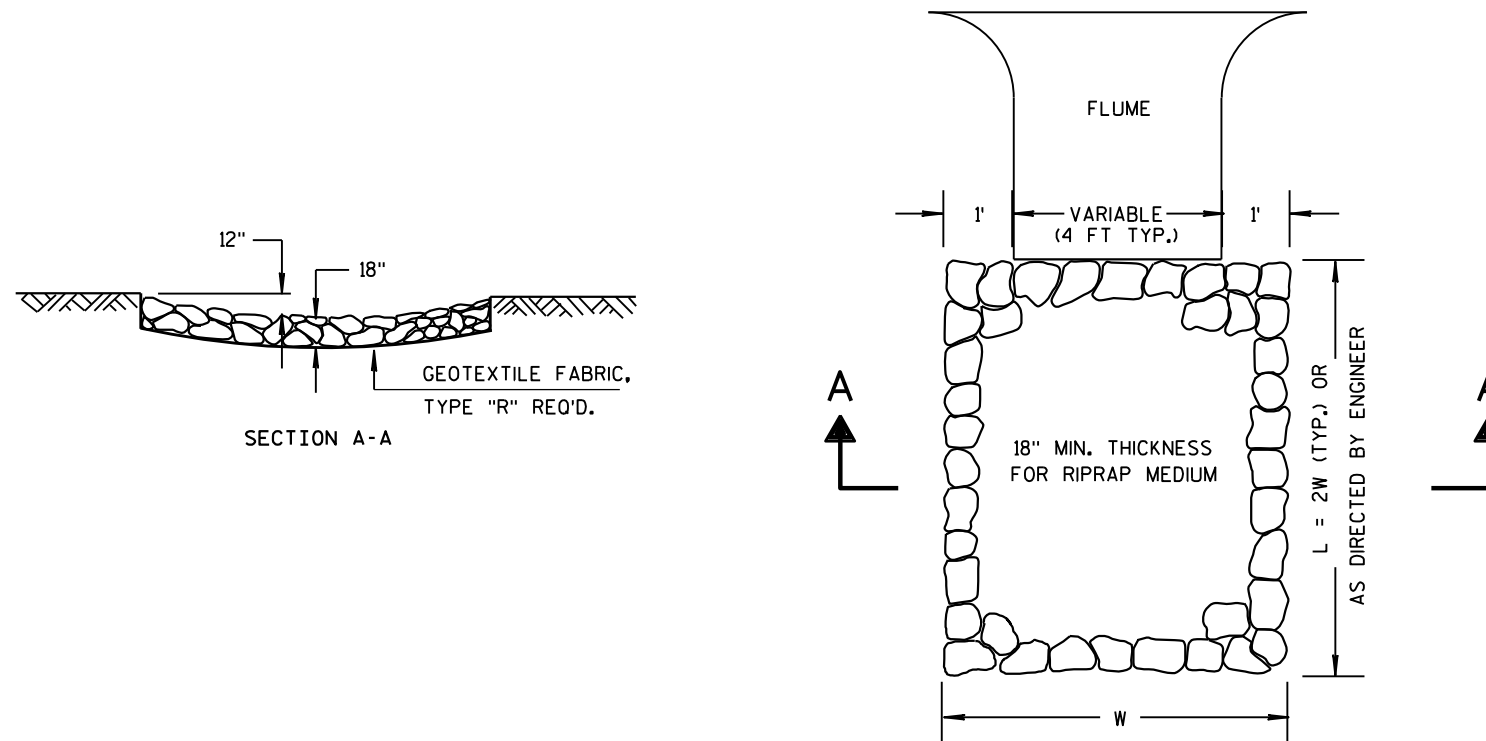 12"
18"
GEOTEXTILE FABRIC,
TYPE "R" REQ'D.
SECTION A-A
FLUME
1'
VARIABLE
(4 FT TYP.)
1'
A
A
18" MIN. THICKNESS
FOR RIPRAP MEDIUM
L = 2W (TYP.) OR
AS DIRECTED BY ENGINEER
W